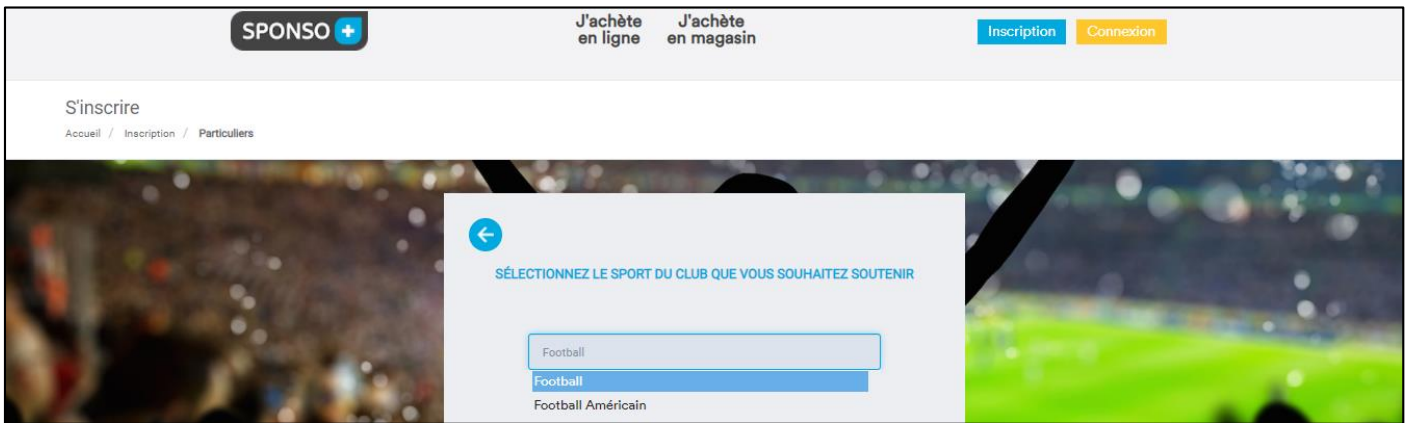 SPONSO +
J'achète
en ligne
J'achète
en magasin
Inscription
Connexion
S'inscrire
Accueil / Inscription / Particuliers
SÉLECTIONNEZ LE SPORT DU CLUB QUE VOUS SOUHAITEZ SOUTENIR
Football
Football
Football Américain